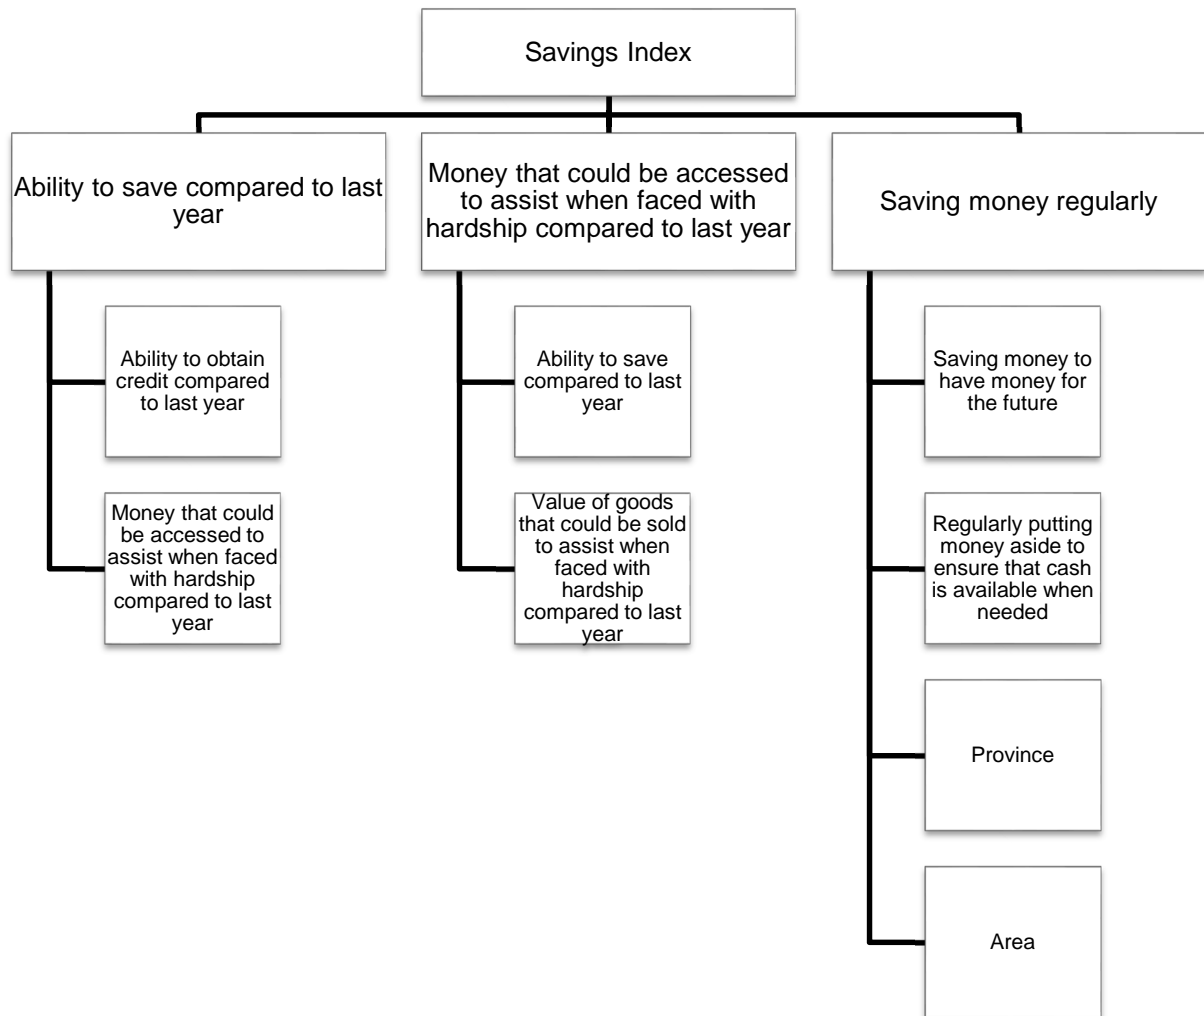 Savings Index
Ability to save compared to last
year
Money that could be accessed
to assist when faced with
hardship compared to last year
Saving money regularly
Ability to obtain
credit compared
to last year
Money that could
be accessed to
assist when faced
with hardship
compared to last
year
Ability to save
compared to last
year
Value of goods
that could be sold
to assist when
faced with
hardship
compared to last
year
Saving money to
have money for
the future
Regularly putting
money aside to
ensure that cash
is available when
needed
Province
Area